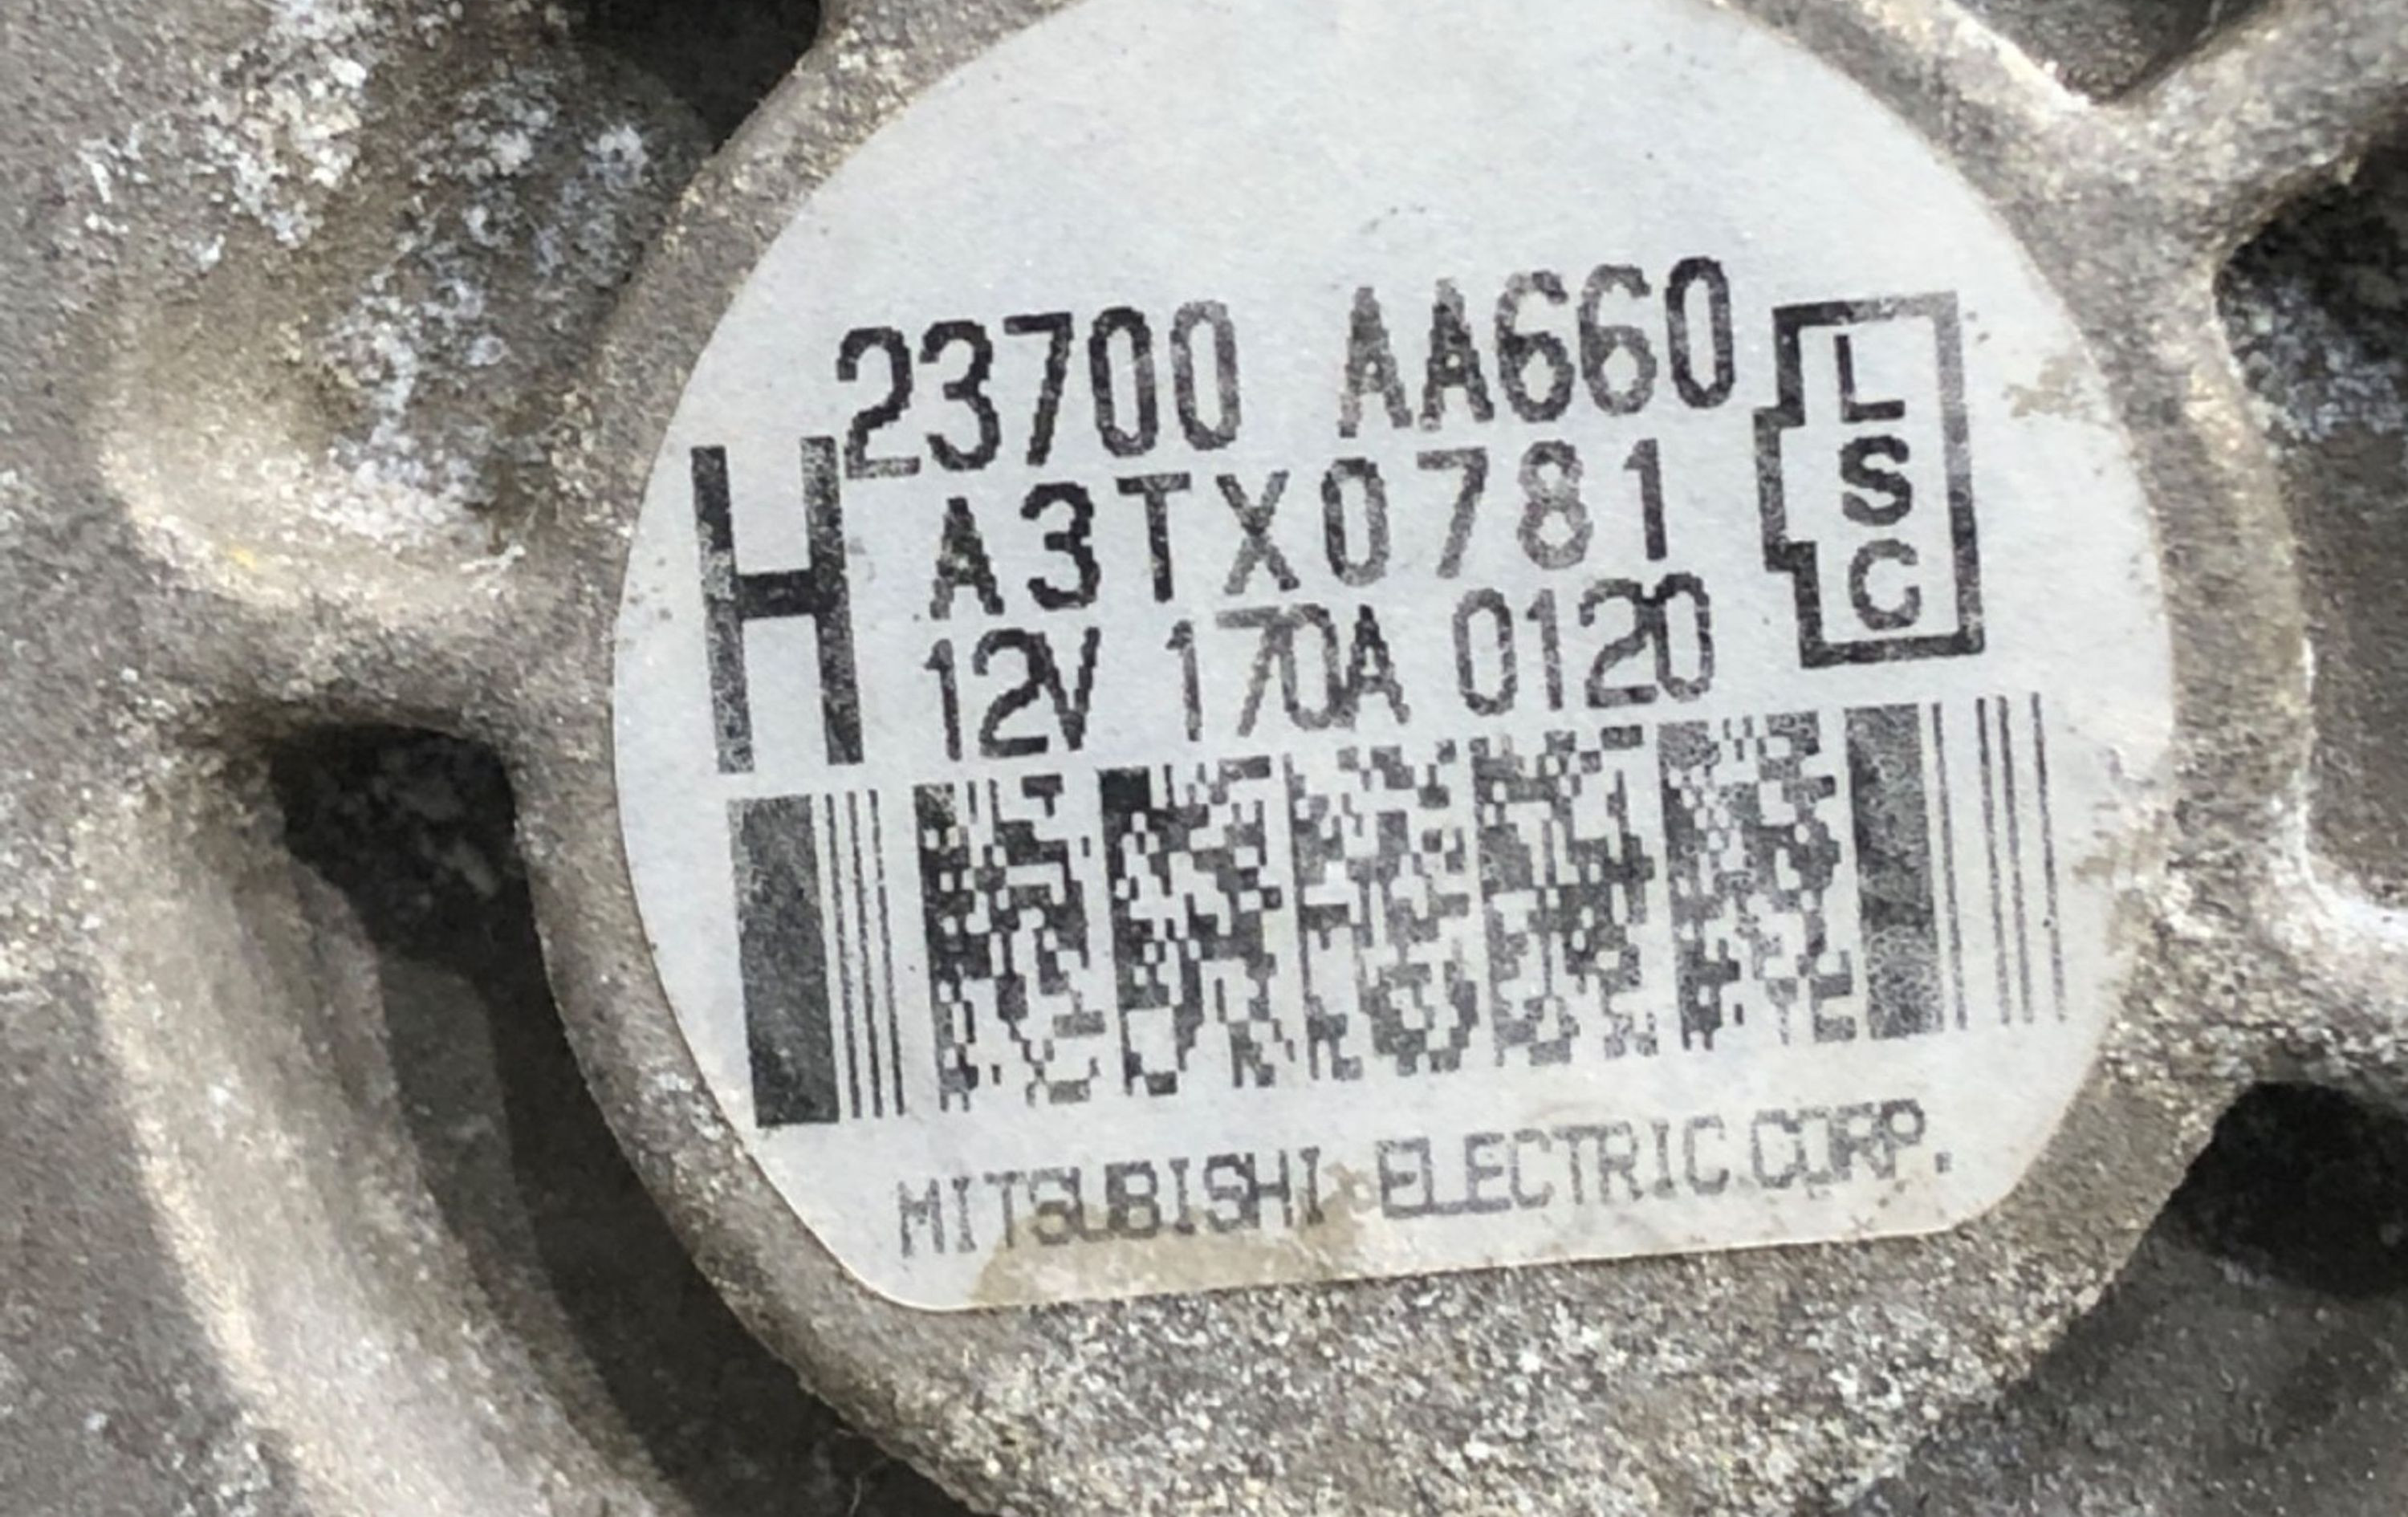 23700 AA660
H
A3TX0781
12V 170A 0120
L
S
C
MITSUBISHI ELECTRIC.CORP.